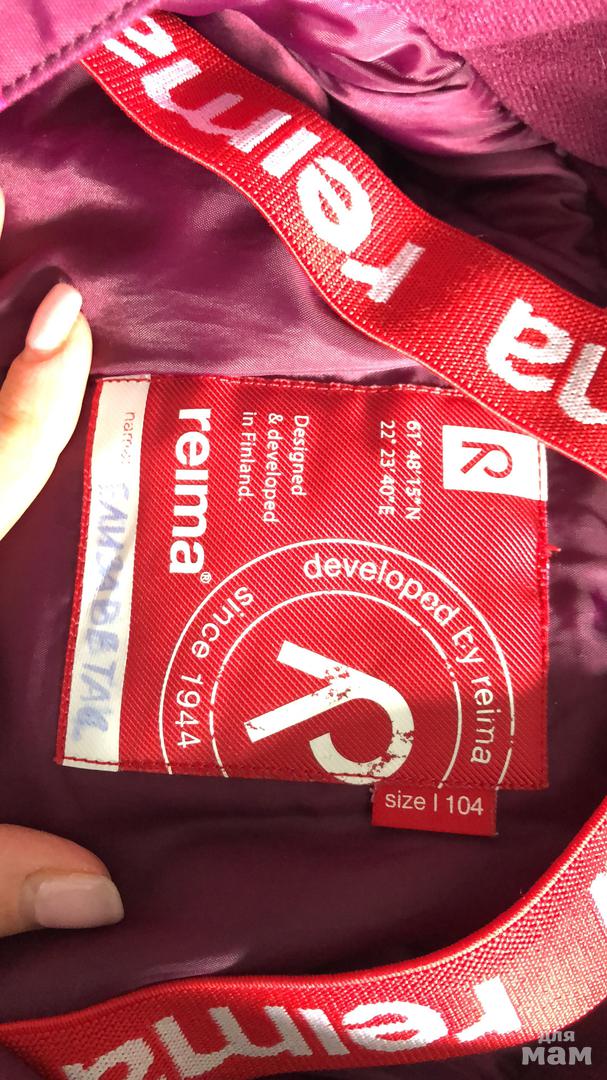 reima
reima
61° 48' 15"N
22° 23' 40"E
Designed
& developed
in Finland.
reima®
name:
developed by reima
since 1944
size | 104
reima
для
мам